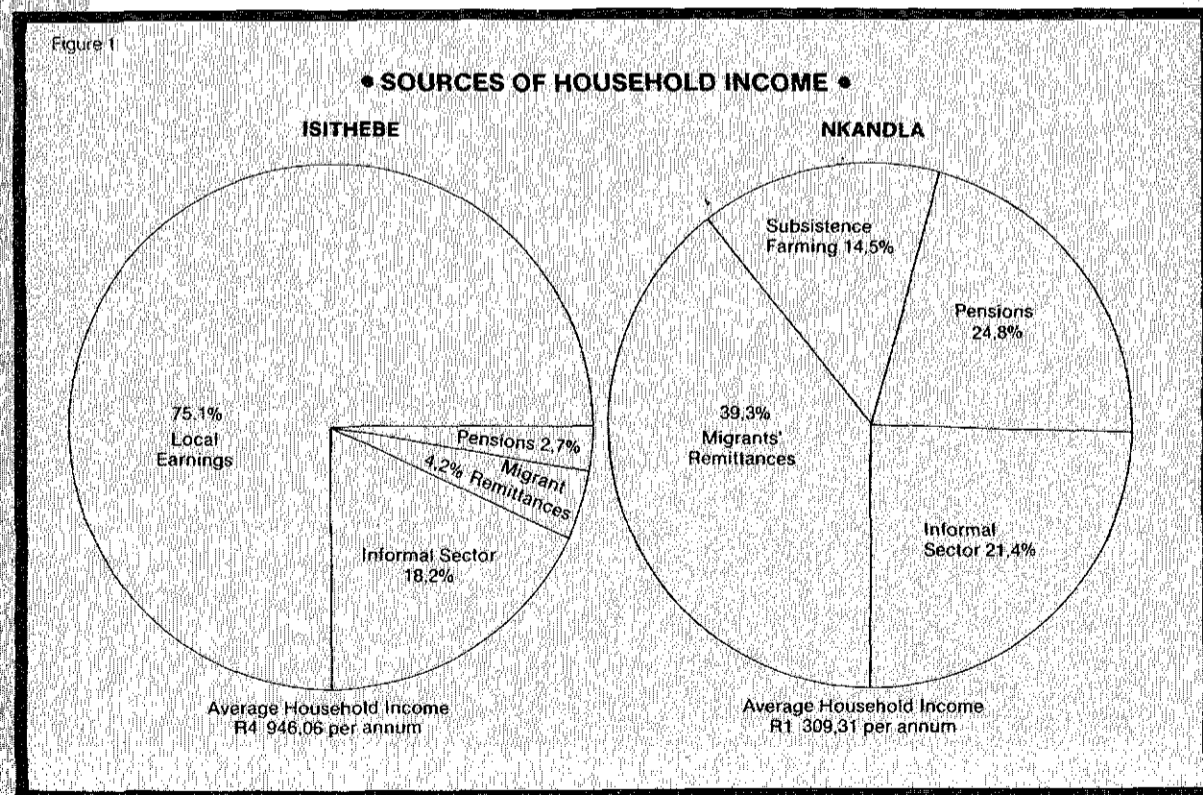 Figure 1
• SOURCES OF HOUSEHOLD INCOME •
ISITHEBE
75,1%
Local
Earnings
Pensions 2,7%
4,2% Migrant
Remittances
Informal Sector
18,2%
Average Household Income
R4 946,06 per annum
NKANDLA
Subsistence
Farming 14,5%
Pensions
24,8%
39,3%
Migrants'
Remittances
Informal
Sector 21,4%
Average Household Income
R1 309,31 per annum